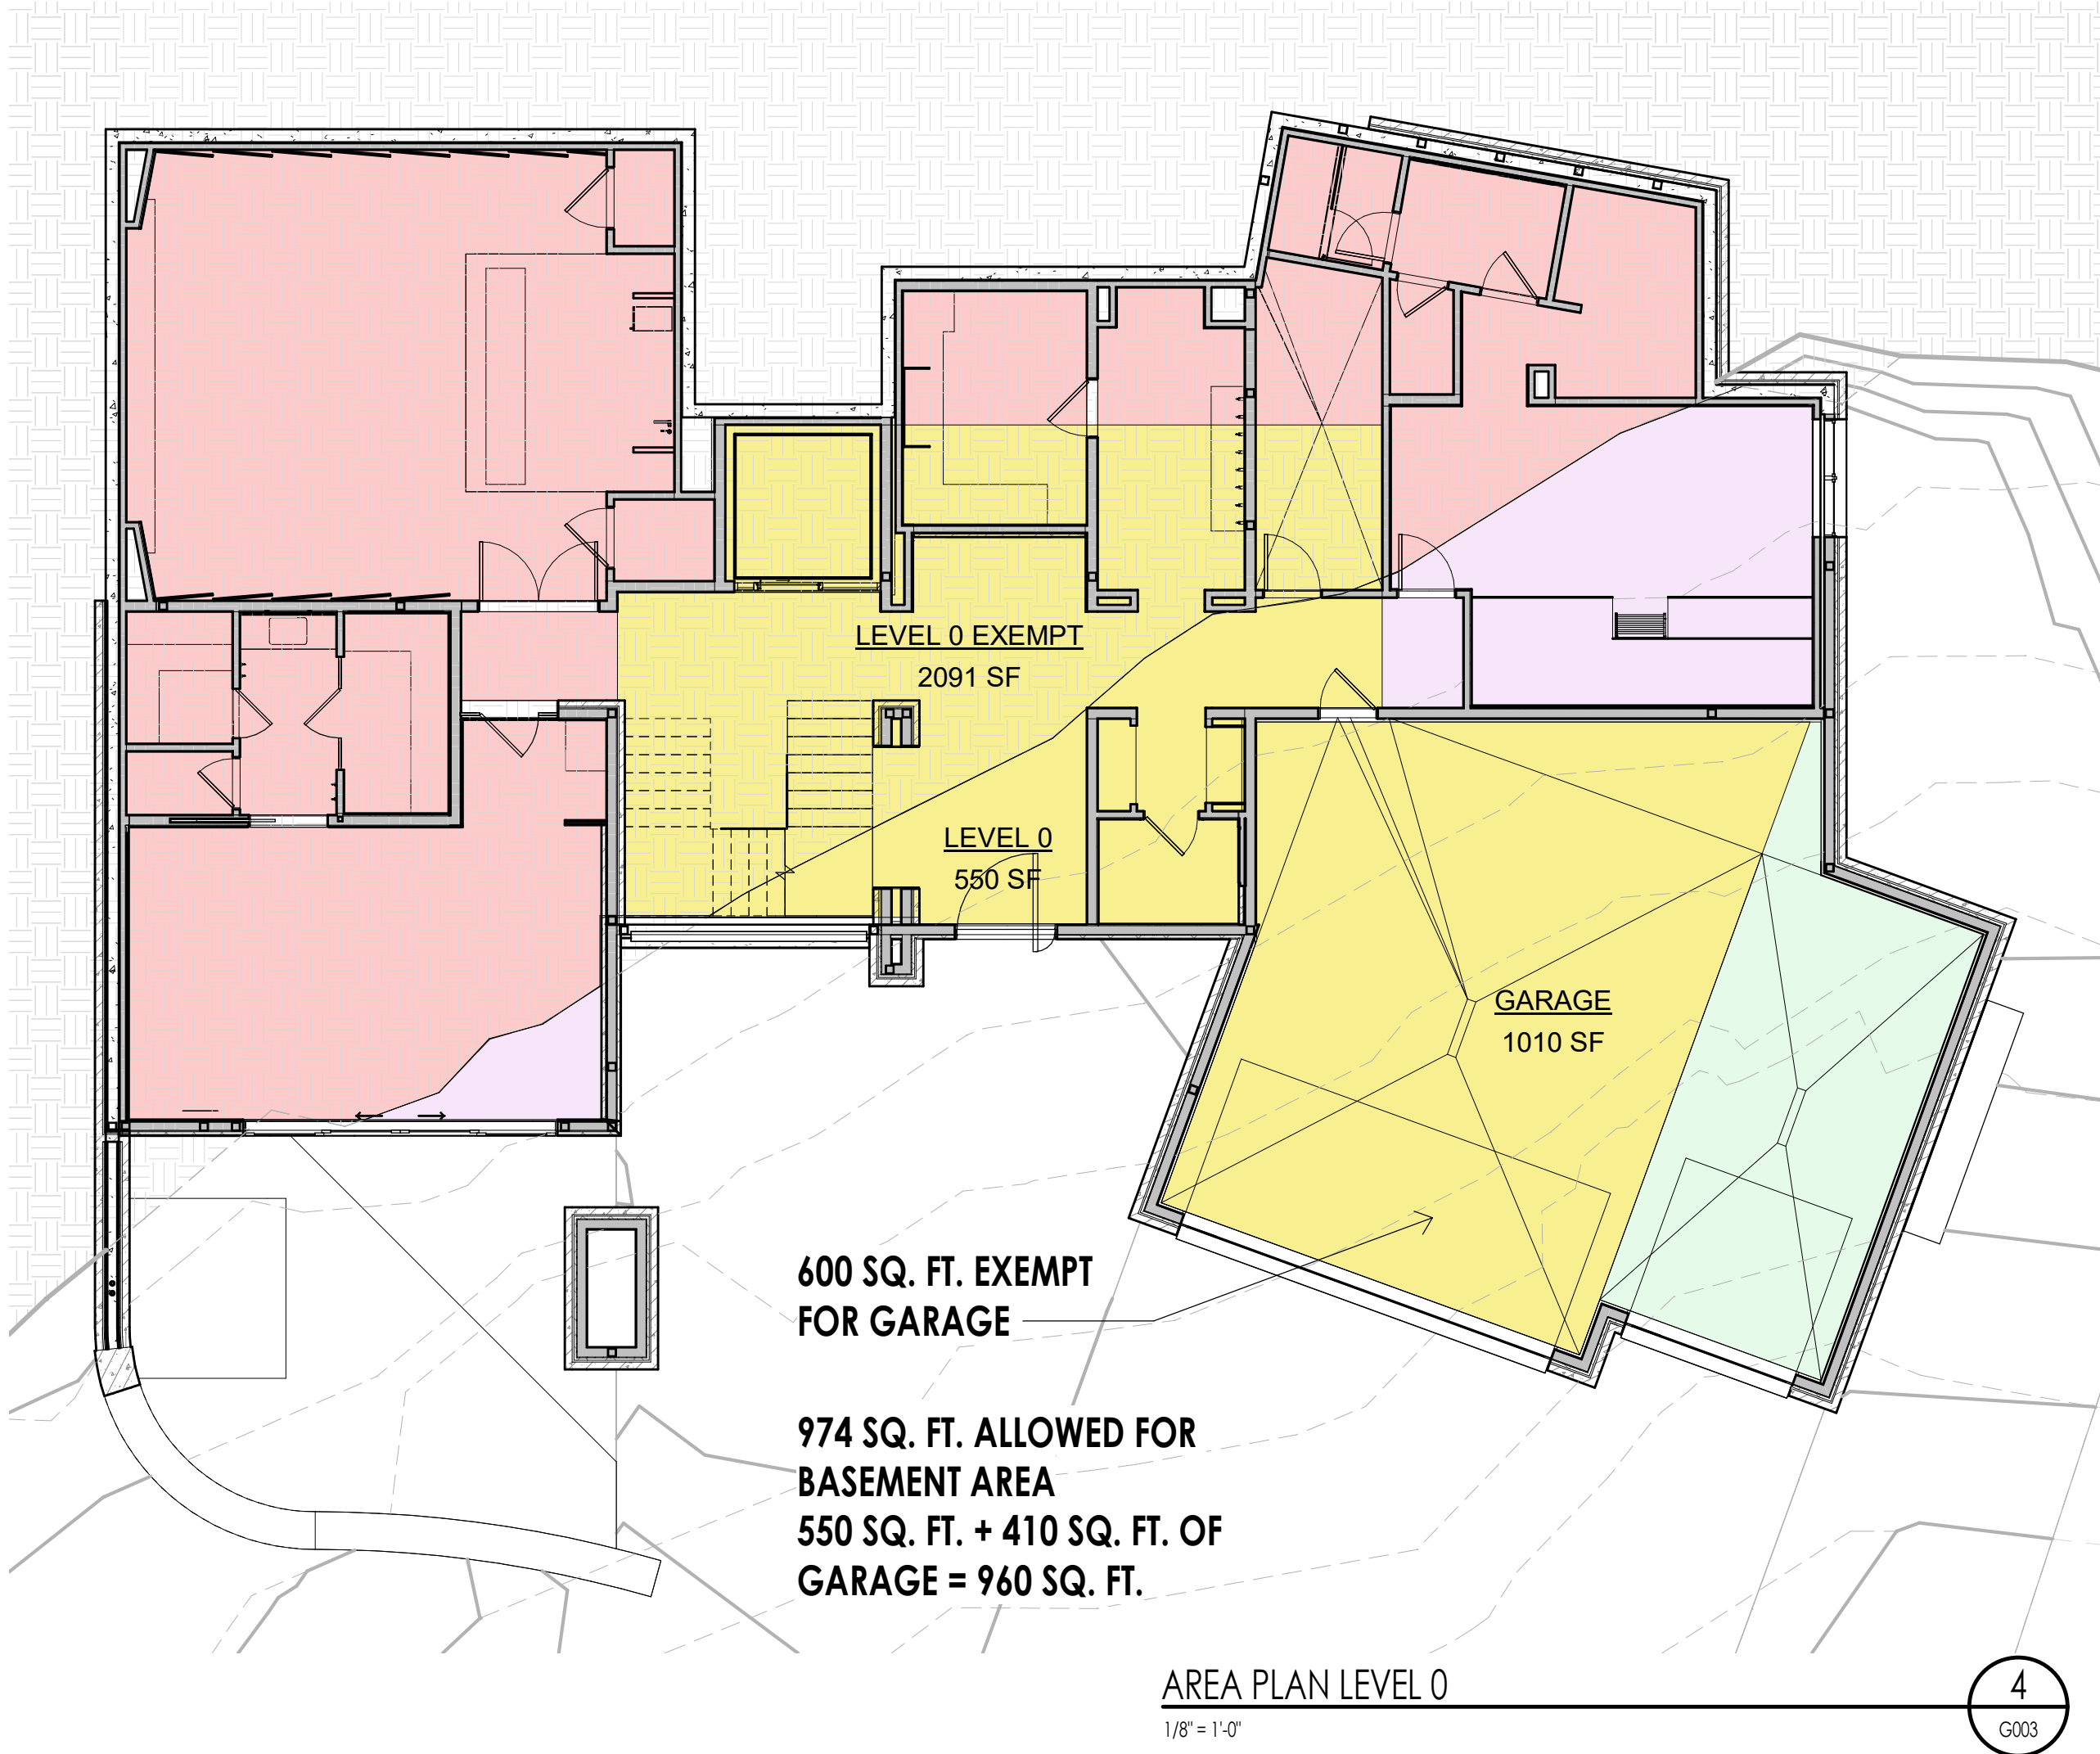 LEVEL 0 EXEMPT
2091 SF
LEVEL 0
550 SF
GARAGE
1010 SF
600 SQ. FT. EXEMPT
FOR GARAGE
974 SQ. FT. ALLOWED FOR
BASEMENT AREA
550 SQ. FT. + 410 SQ. FT. OF
GARAGE = 960 SQ. FT.
AREA PLAN LEVEL 0
1/8" = 1'-0"
4
G003